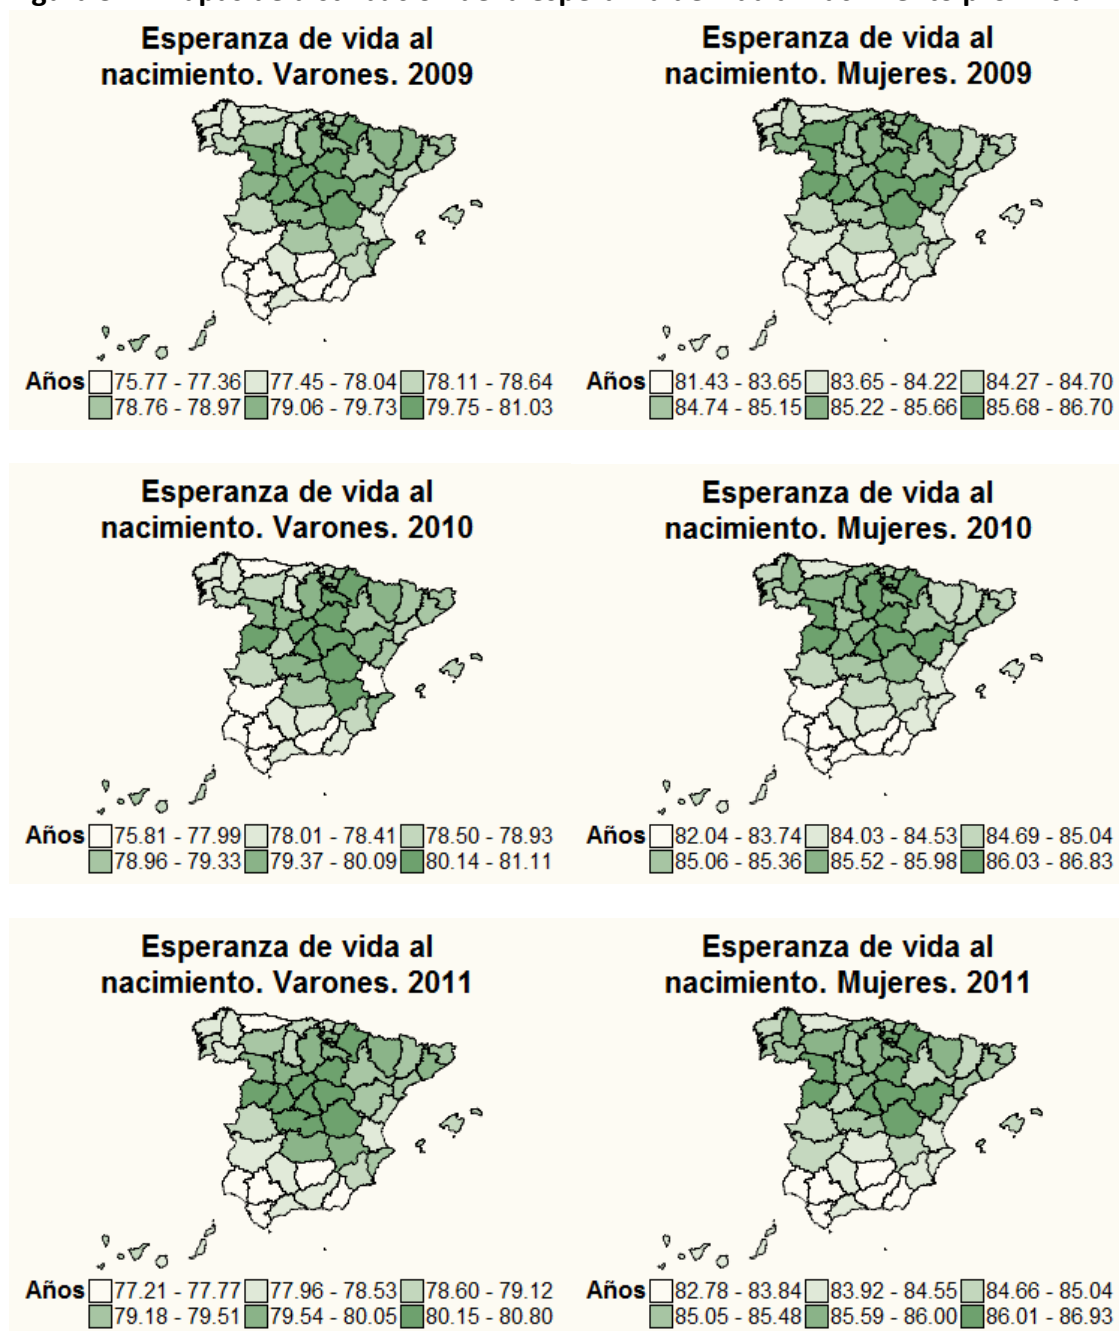 Esperanza de vida al
nacimiento. Varones. 2009
Años 75.77 - 77.36 77.45 - 78.04 78.11 - 78.64
78.76 - 78.97 79.06 - 79.73 79.75 - 81.03
Esperanza de vida al
nacimiento. Mujeres. 2009
Años 81.43 - 83.65 83.65 - 84.22 84.27 - 84.70
84.74 - 85.15 85.22 - 85.66 85.68 - 86.70
Esperanza de vida al
nacimiento. Varones. 2010
Años 75.81 - 77.99 78.01 - 78.41 78.50 - 78.93
78.96 - 79.33 79.37 - 80.09 80.14 - 81.11
Esperanza de vida al
nacimiento. Mujeres. 2010
Años 82.04 - 83.74 84.03 - 84.53 84.69 - 85.04
85.06 - 85.36 85.52 - 85.98 86.03 - 86.83
Esperanza de vida al
nacimiento. Varones. 2011
Años 77.21 - 77.77 77.96 - 78.53 78.60 - 79.12
79.18 - 79.51 79.54 - 80.05 80.15 - 80.80
Esperanza de vida al
nacimiento. Mujeres. 2011
Años 82.78 - 83.84 83.92 - 84.55 84.66 - 85.04
85.05 - 85.48 85.59 - 86.00 86.01 - 86.93